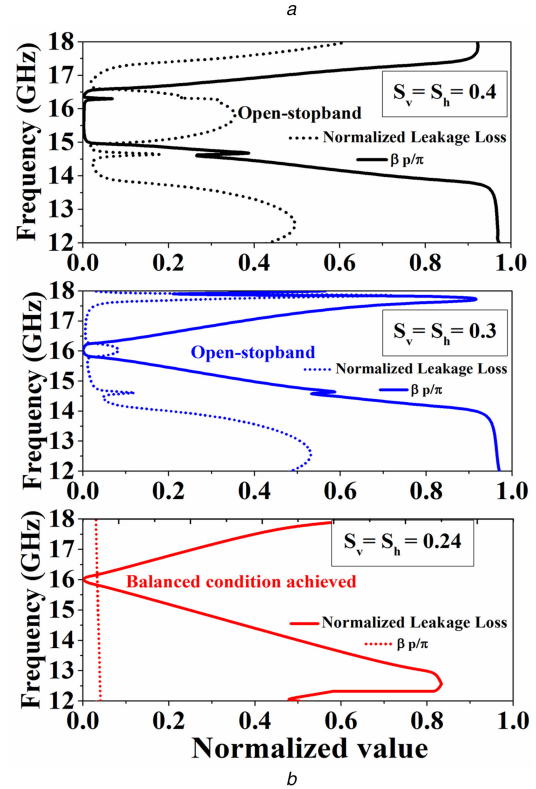 a
18
17
16
15
14
13
12
Frequency (GHz)
Sv = Sh = 0.4
Open-stopband
Normalized Leakage Loss
β p/π
0.0 0.2 0.4 0.6 0.8 1.0
18
17
16
15
14
13
12
Frequency (GHz)
Sv = Sh = 0.3
Open-stopband
Normalized Leakage Loss
β p/π
0.0 0.2 0.4 0.6 0.8 1.0
18
17
16
15
14
13
12
Frequency (GHz)
Sv = Sh = 0.24
Balanced condition achieved
Normalized Leakage Loss
β p/π
0.0 0.2 0.4 0.6 0.8 1.0
Normalized value
b